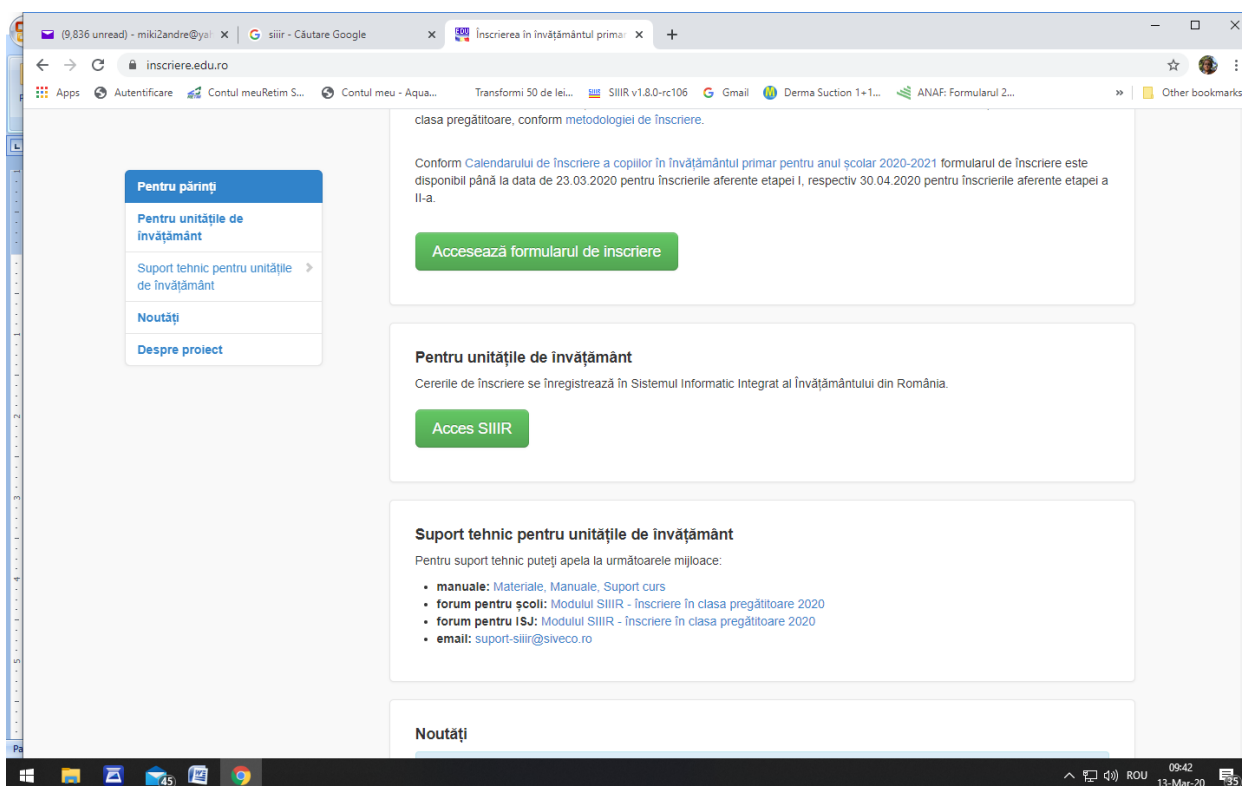 (9,836 unread) - miki2andre@yah
siiir - Căutare Google
Înscrierea în învățământul primar
inscriere.edu.ro
Apps
Autentificare
Contul meuRetim S...
Contul meu - Aqua...
Transformi 50 de lei...
SIIIR v1.8.0-rc106
Gmail
Derma Suction 1+1...
ANAF: Formularul 2...
»
Other bookmarks
clasa pregătitoare, conform metodologiei de înscriere.
Conform Calendarului de înscriere a copiilor în învățământul primar pentru anul școlar 2020-2021 formularul de înscriere este
disponibil până la data de 23.03.2020 pentru înscrierile aferente etapei I, respectiv 30.04.2020 pentru înscrierile aferente etapei a
II-a.
Accesează formularul de inscriere
Pentru părinți
Pentru unitățile de
învățământ
Suport tehnic pentru unitățile
de învățământ
Noutăți
Despre proiect
Pentru unitățile de învățământ
Cererile de înscriere se înregistrează în Sistemul Informatic Integrat al Învățământului din România.
Acces SIIIR
Suport tehnic pentru unitățile de învățământ
Pentru suport tehnic puteți apela la următoarele mijloace:
• manuale: Materiale, Manuale, Suport curs
• forum pentru școli: Modulul SIIIR - înscriere în clasa pregătitoare 2020
• forum pentru ISJ: Modulul SIIIR - înscriere în clasa pregătitoare 2020
• email: suport-siiir@siveco.ro
Noutăți
Pa
45
ROU
09:42
13-Mar-20
35